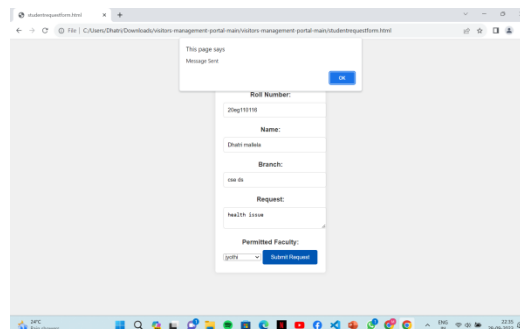 studentrequestform.html
File | C:/Users/Dhatri/Downloads/visitors-management-portal-main/visitors-management-portal-main/studentrequestform.html
This page says
Message Sent
OK
Roll Number:
20eg110118
Name:
Dhatri mallela
Branch:
cse ds
Request:
health issue
Permitted Faculty:
jyothi
Submit Request
24°C
ENG
22:35